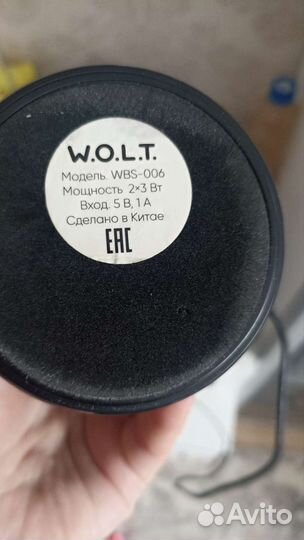 W.O.L.T.
Модель. WBS-006
Мощность 2×3 Вт
Вход. 5 В, 1 А
Сделано в Китае
EAC
Avito